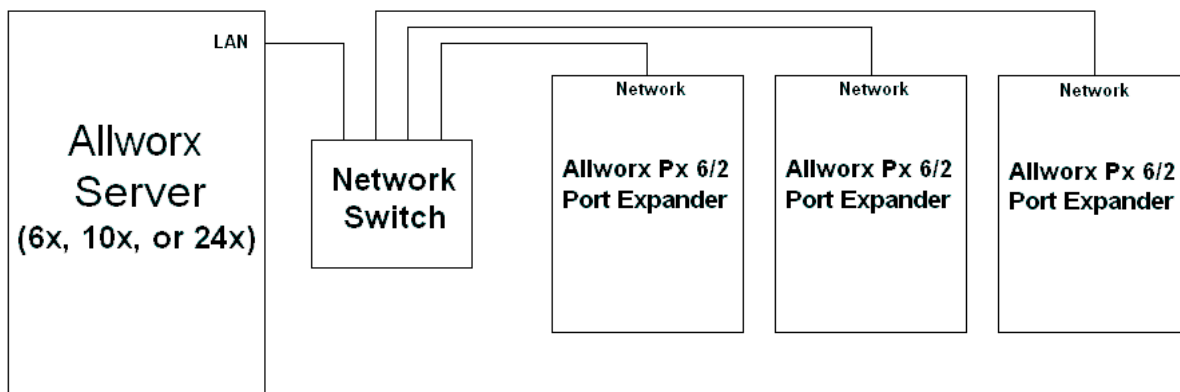 LAN
Allworx
Server
(6x, 10x, or 24x)
Network
Switch
Network
Allworx Px 6/2
Port Expander
Network
Allworx Px 6/2
Port Expander
Network
Allworx Px 6/2
Port Expander